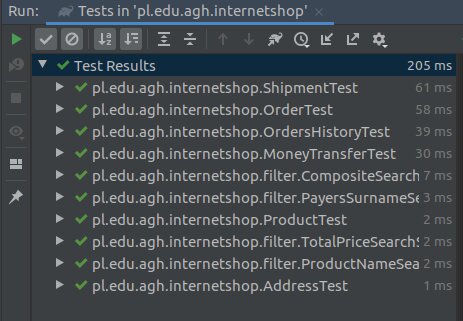 Run: Tests in 'pl.edu.agh.internetshop' ×
Test Results 205 ms
pl.edu.agh.internetshop.ShipmentTest 61 ms
pl.edu.agh.internetshop.OrderTest 58 ms
pl.edu.agh.internetshop.OrdersHistoryTest 39 ms
pl.edu.agh.internetshop.MoneyTransferTest 30 ms
pl.edu.agh.internetshop.filter.CompositeSearch 7 ms
pl.edu.agh.internetshop.filter.PayersSurnameSe 3 ms
pl.edu.agh.internetshop.ProductTest 2 ms
pl.edu.agh.internetshop.filter.TotalPriceSearchS 2 ms
pl.edu.agh.internetshop.filter.ProductNameSea 2 ms
pl.edu.agh.internetshop.AddressTest 1 ms